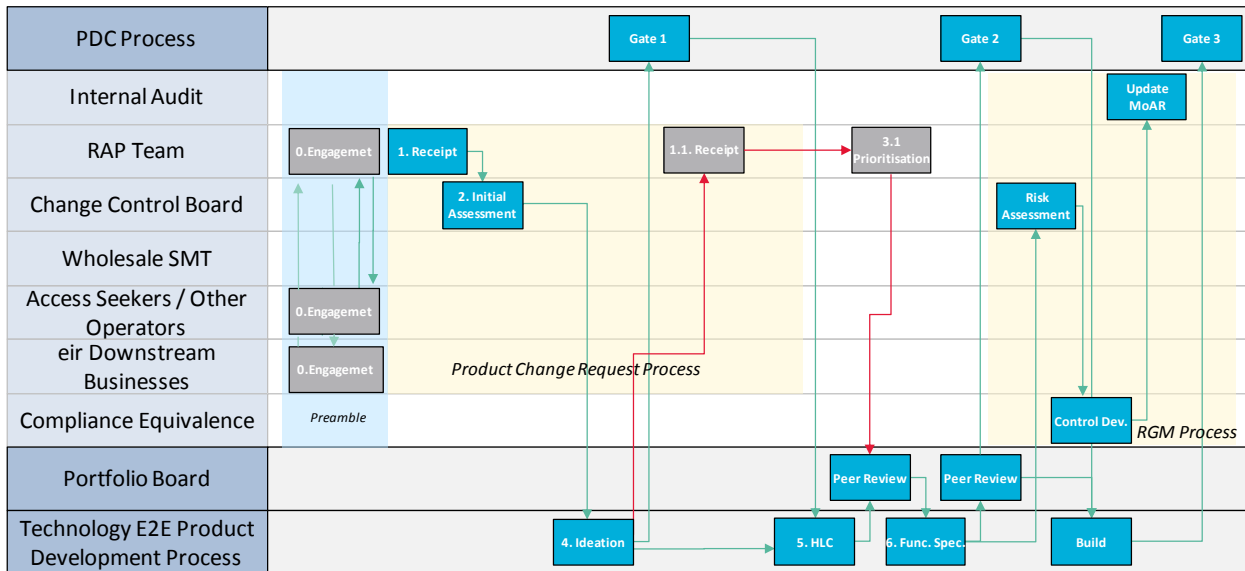 PDC Process
Gate 1
Gate 2
Gate 3
Internal Audit
Update
MoAR
RAP Team
0.Engagemet
1. Receipt
1.1. Receipt
3.1
Prioritisation
Change Control Board
2. Initial
Assessment
Risk
Assessment
Wholesale SMT
Access Seekers / Other
Operators
0.Engagemet
eir Downstream
Businesses
0.Engagemet
Product Change Request Process
Compliance Equivalence
Preamble
Control Dev.
RGM Process
Portfolio Board
Peer Review
Peer Review
Technology E2E Product
Development Process
4. Ideation
5. HLC
6. Func. Spec.
Build